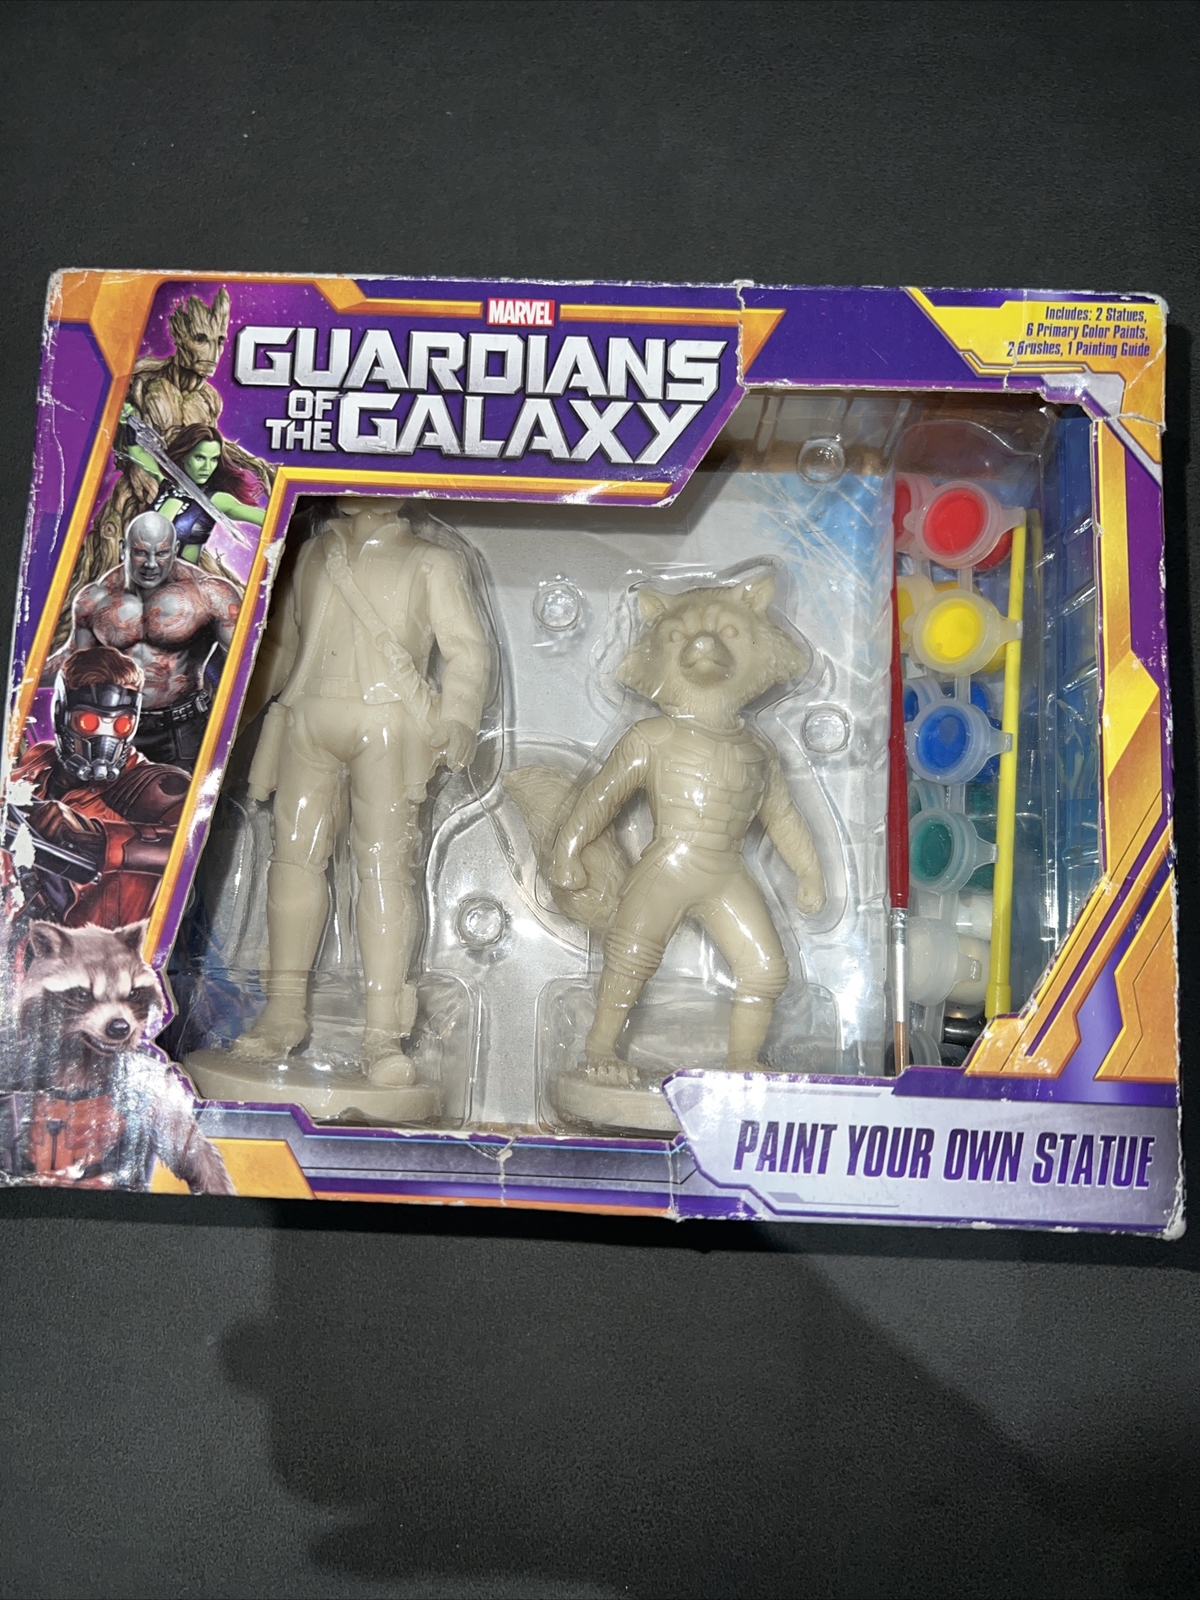 MARVEL
GUARDIANS
OF
THE GALAXY
Includes: 2 Statues,
6 Primary Color Paints,
2 Brushes, 1 Painting Guide
PAINT YOUR OWN STATUE